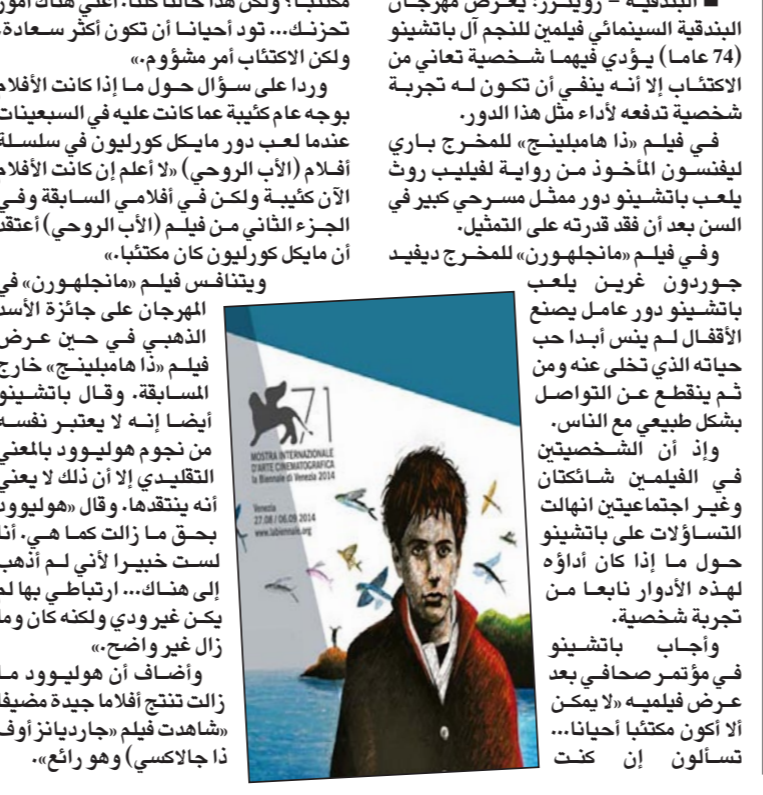 ■ البندقية – رويترز: يعرض مهرجان
البندقية السينمائي فيلمين للنجم آل باتشينو
(74 عاما) يؤدي فيهما شخصية تعاني من
الاكتئاب إلا أنه ينفي أن تكون له تجربة
شخصية تدفعه لأداء مثل هذا الدور.
في فيلم «ذا هامبلينج» للمخرج باري
ليفنسون المأخوذ من رواية لفيليب روث
يلعب باتشينو دور ممثل مسرحي كبير في
السن بعد أن فقد قدرته على التمثيل.
وفي فيلم «مانجلهورن» للمخرج ديفيد
جوردون غرين يلعب
باتشينو دور عامل يصنع
الأقفال لم ينس أبدا حب
حياته الذي تخلى عنه ومن
ثم ينقطع عن التواصل
بشكل طبيعي مع الناس.
وإذ أن الشخصيتين
في الفيلمين شائكتان
وغير اجتماعيتين انهالت
التساؤلات على باتشينو
حول ما إذا كان أداؤه
لهذه الأدوار نابعا من
تجربة شخصية.
وأجاب باتشينو
في مؤتمر صحافي بعد
عرض فيلميه «لا يمكن
ألا أكون مكتئبا أحيانا...
تسألون إن كنت
مكتئبا؟ ولكن هذا حالنا كلنا. أعني هناك أمور
تحزنك... تود أحيانا أن تكون أكثر سعادة.
ولكن الاكتئاب أمر مشؤوم.»
وردا على سؤال حول ما إذا كانت الأفلام
بوجه عام كئيبة عما كانت عليه في السبعينات
عندما لعب دور مايكل كورليون في سلسلة
أفلام (الأب الروحي) «لا أعلم إن كانت الأفلام
الآن كئيبة ولكن في أفلامي السابقة وفي
الجزء الثاني من فيلم (الأب الروحي) أعتقد
أن مايكل كورليون كان مكتئبا.»
ويتنافس فيلم «مانجلهورن» في
المهرجان على جائزة الأسد
الذهبي في حين عرض
فيلم «ذا هامبلينج» خارج
المسابقة. وقال باتشينو
أيضا إنه لا يعتبر نفسه
من نجوم هوليوود بالمعنى
التقليدي إلا أن ذلك لا يعني
أنه ينتقدها. وقال «هوليوود
بحق ما زالت كما هي. أنا
لست خبيرا لأني لم أذهب
إلى هناك... ارتباطي بها لم
يكن غير ودي ولكنه كان وما
زال غير واضح.»
وأضاف أن هوليوود ما
زالت تنتج أفلاما جيدة مضيفا
«شاهدت فيلم «جارديانز أوف
ذا جالاكسي) وهو رائع».
71
MOSTRA INTERNAZIONALE
D'ARTE CINEMATOGRAFICA
la Biennale di Venezia 2014
Venezia
27.08 / 06.09 2014
www.labiennale.org